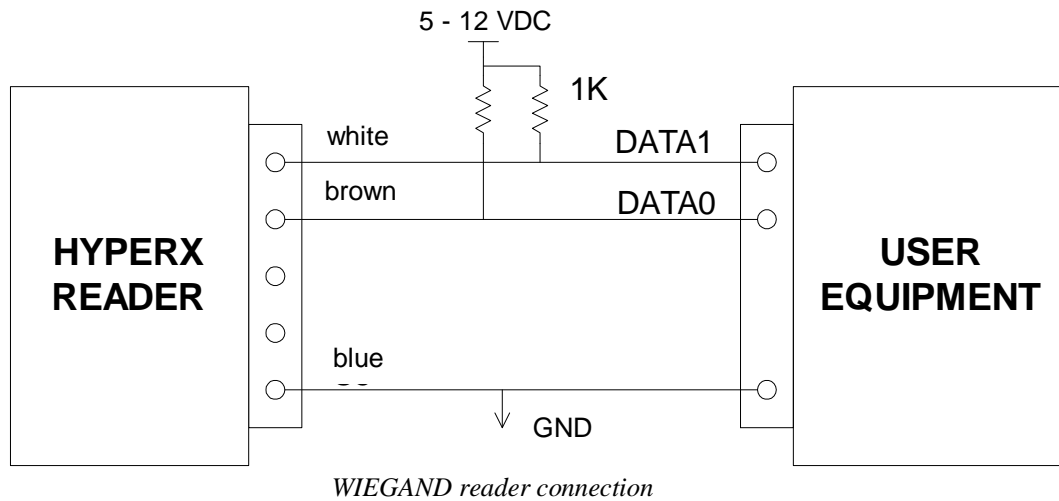 5 - 12 VDC
1K
white
DATA1
brown
DATA0
HYPERX
READER
USER
EQUIPMENT
blue
GND
WIEGAND reader connection